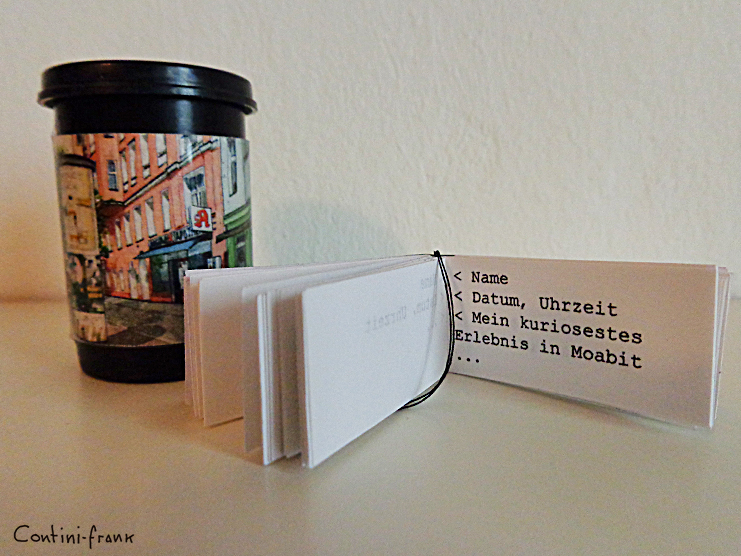 < Name
< Datum, Uhrzeit
< Mein kuriosestes
Erlebnis in Moabit
...
Contini-frank